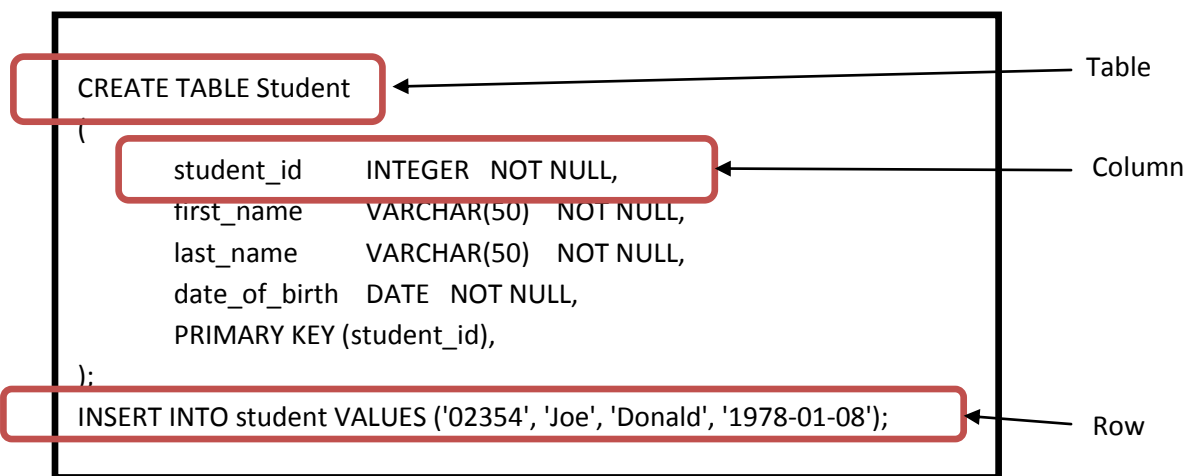 CREATE TABLE Student
Table
(
student_id INTEGER NOT NULL,
Column
first_name VARCHAR(50) NOT NULL,
last_name VARCHAR(50) NOT NULL,
date_of_birth DATE NOT NULL,
PRIMARY KEY (student_id),
);
INSERT INTO student VALUES ('02354', 'Joe', 'Donald', '1978-01-08');
Row